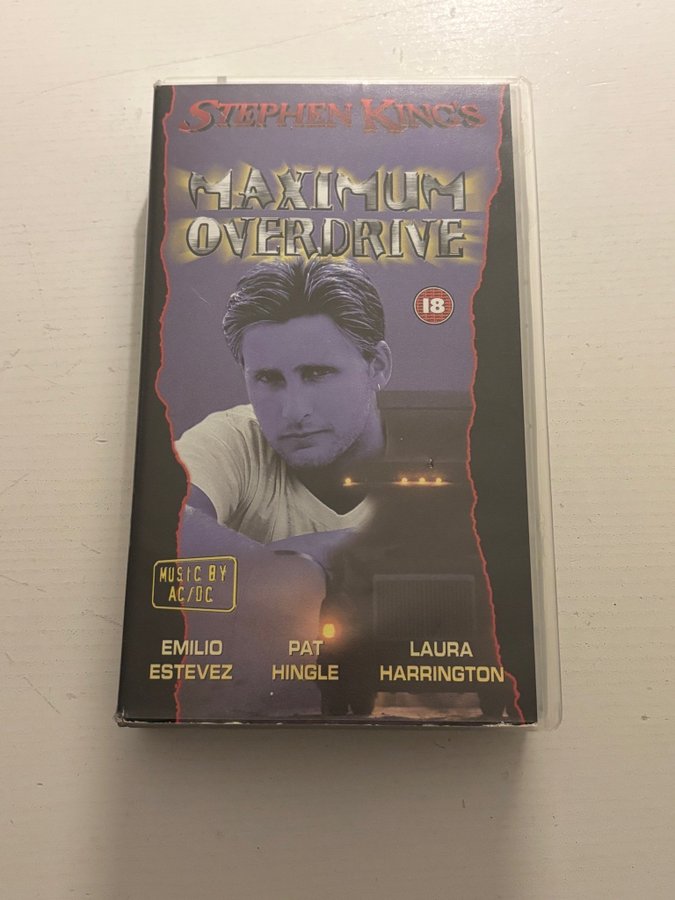 STEPHEN KING'S
MAXIMUM
OVERDRIVE
18
MUSIC BY
AC/DC
EMILIO
ESTEVEZ
PAT
HINGLE
LAURA
HARRINGTON